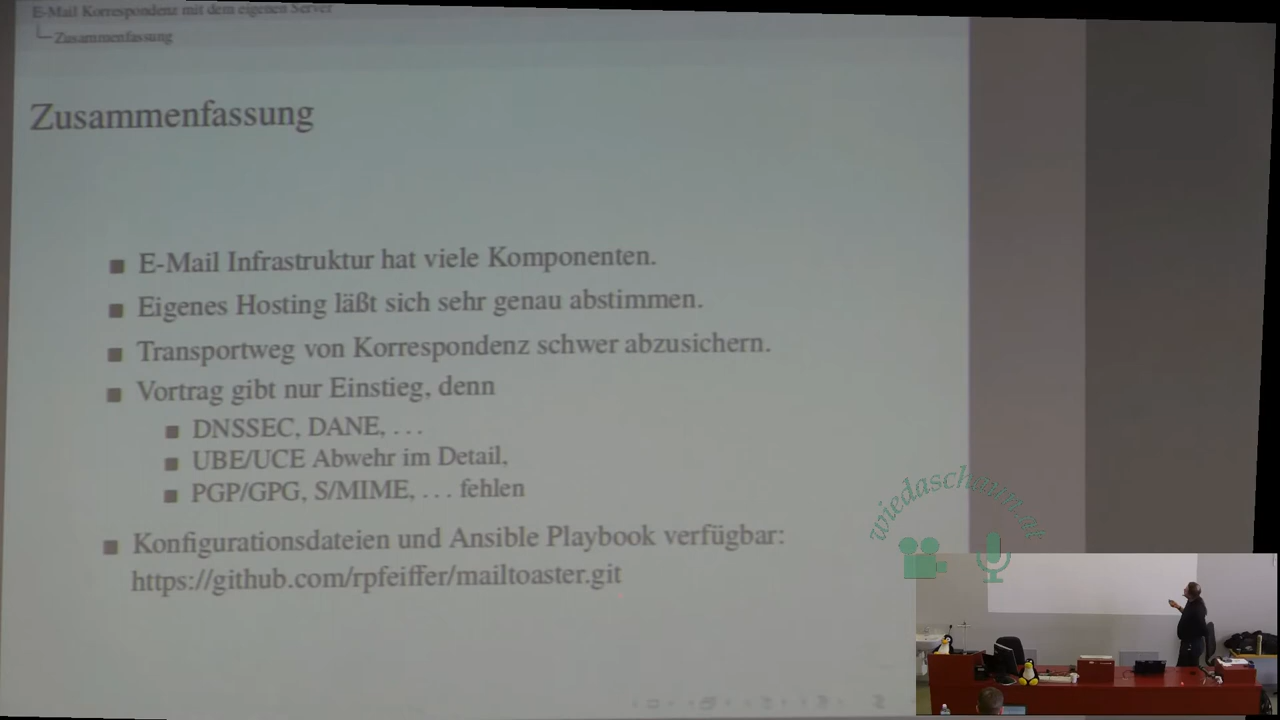 E-Mail Korrespondenz mit dem eigenen Server
Zusammenfassung
Zusammenfassung
E-Mail Infrastruktur hat viele Komponenten.
Eigenes Hosting läßt sich sehr genau abstimmen.
Transportweg von Korrespondenz schwer abzusichern.
Vortrag gibt nur Einstieg, denn
DNSSEC, DANE, . . .
UBE/UCE Abwehr im Detail,
PGP/GPG, S/MIME, . . . fehlen
Konfigurationsdateien und Ansible Playbook verfügbar:
https://github.com/rpfeiffer/mailtoaster.git
wiedaschauen.at